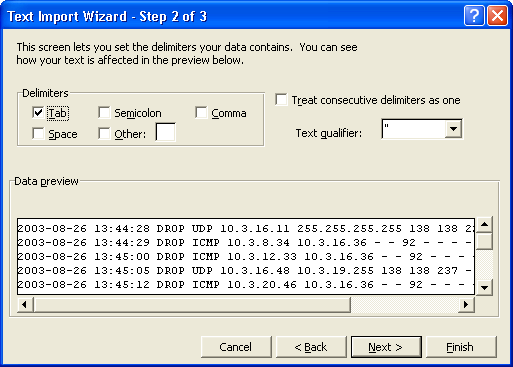 Text Import Wizard - Step 2 of 3
This screen lets you set the delimiters your data contains. You can see
how your text is affected in the preview below.
Delimiters
Tab Semicolon Comma
Space Other:
Treat consecutive delimiters as one
Text qualifier: "
Data preview
2003-08-26 13:44:28 DROP UDP 10.3.16.11 255.255.255.255 138 138
2003-08-26 13:44:29 DROP ICMP 10.3.8.34 10.3.16.36 - - 92 - - - -
2003-08-26 13:45:00 DROP ICMP 10.3.12.33 10.3.16.36 - - 92 - - -
2003-08-26 13:45:05 DROP UDP 10.3.16.48 10.3.19.255 138 138 237 -
2003-08-26 13:45:12 DROP ICMP 10.3.20.46 10.3.16.36 - - 92 - - -
Cancel < Back Next > Finish